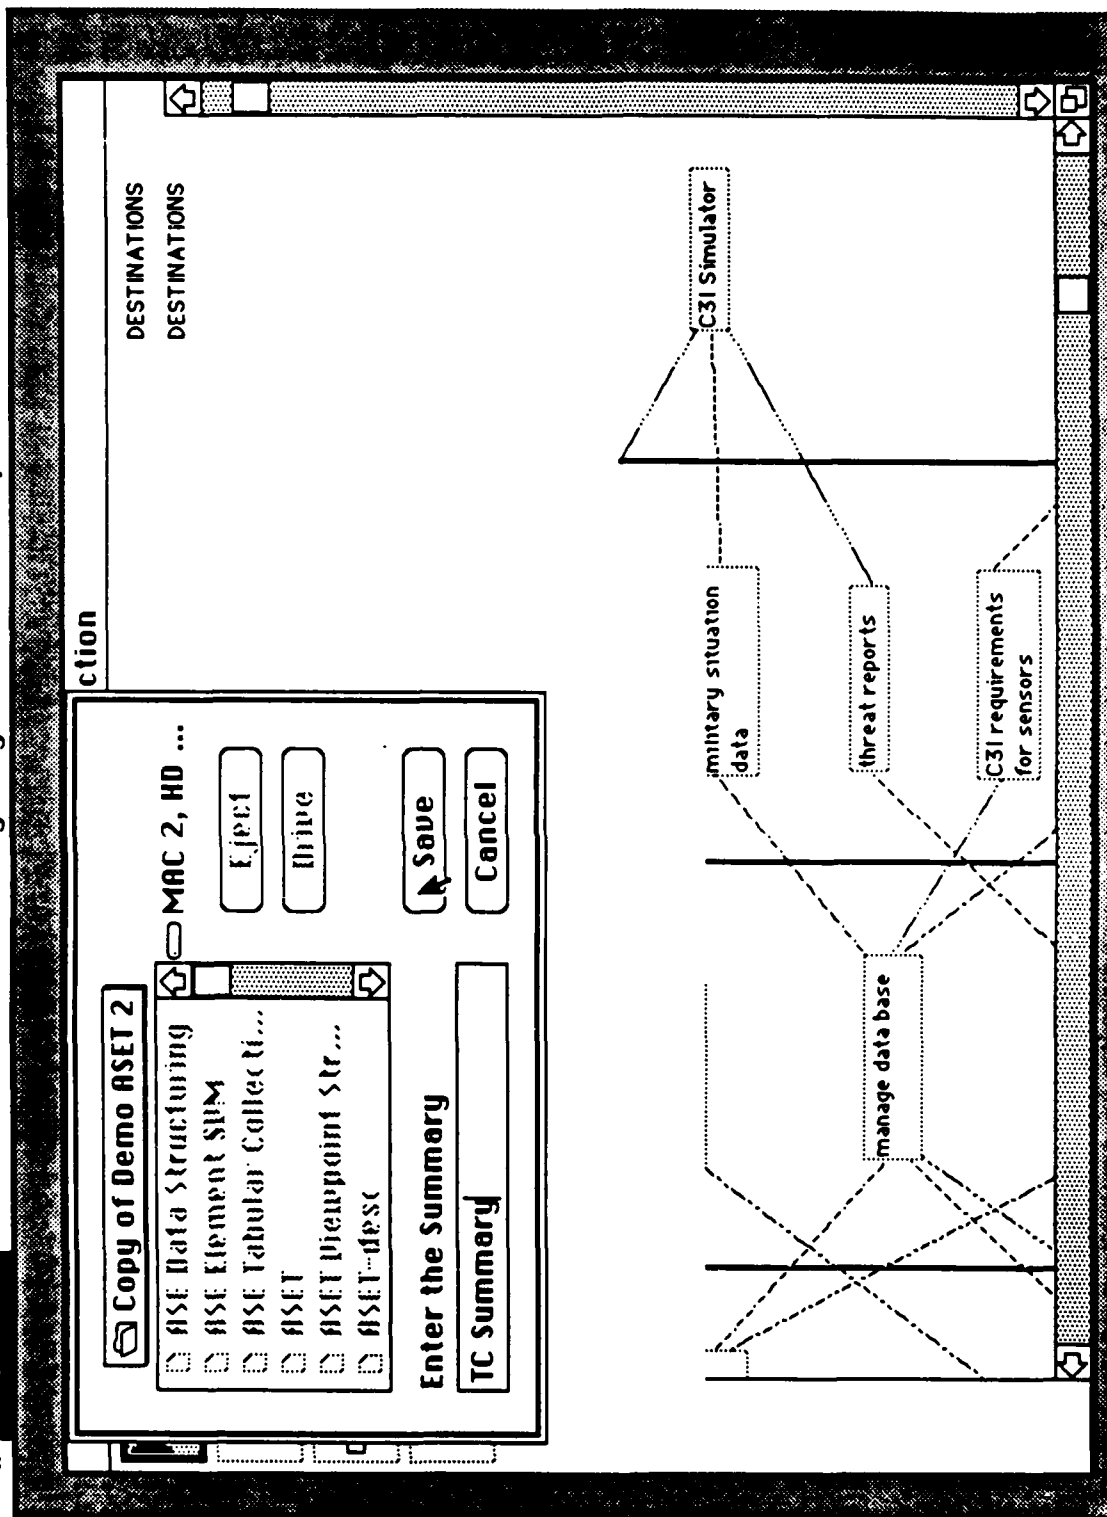 ction
Copy of Demo ASET 2
ASE Data Structuring
ASE Element SDM
ASE Tabular Collecti...
ASET
ASET Viewpoint Str...
ASET-desc
MAC 2, HD ...
Eject
Drive
Enter the Summary
TC Summary
Save
Cancel
DESTINATIONS
DESTINATIONS
C3I Simulator
military situation
data
threat reports
C3I requirements
for sensors
manage data base